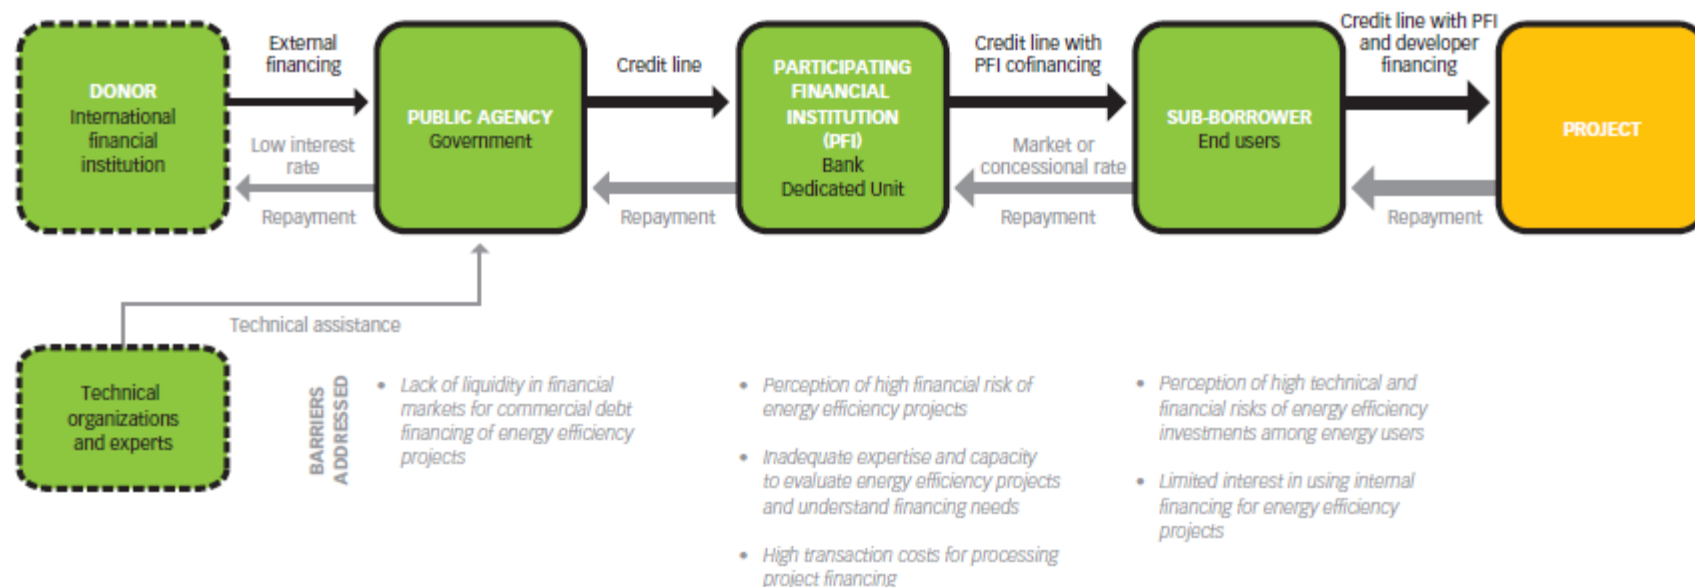 DONOR
International
financial
institution
External
financing
Low interest
rate
Repayment
PUBLIC AGENCY
Government
Credit line
Repayment
PARTICIPATING
FINANCIAL
INSTITUTION
(PFI)
Bank
Dedicated Unit
Credit line with
PFI cofinancing
Market or
concessional rate
Repayment
SUB-BORROWER
End users
Credit line with PFI
and developer
financing
Repayment
PROJECT
Technical assistance
Technical
organizations
and experts
BARRIERS
ADDRESSED
• Lack of liquidity in financial
markets for commercial debt
financing of energy efficiency
projects
• Perception of high financial risk of
energy efficiency projects
• Inadequate expertise and capacity
to evaluate energy efficiency projects
and understand financing needs
• High transaction costs for processing
project financing
• Perception of high technical and
financial risks of energy efficiency
investments among energy users
• Limited interest in using internal
financing for energy efficiency
projects